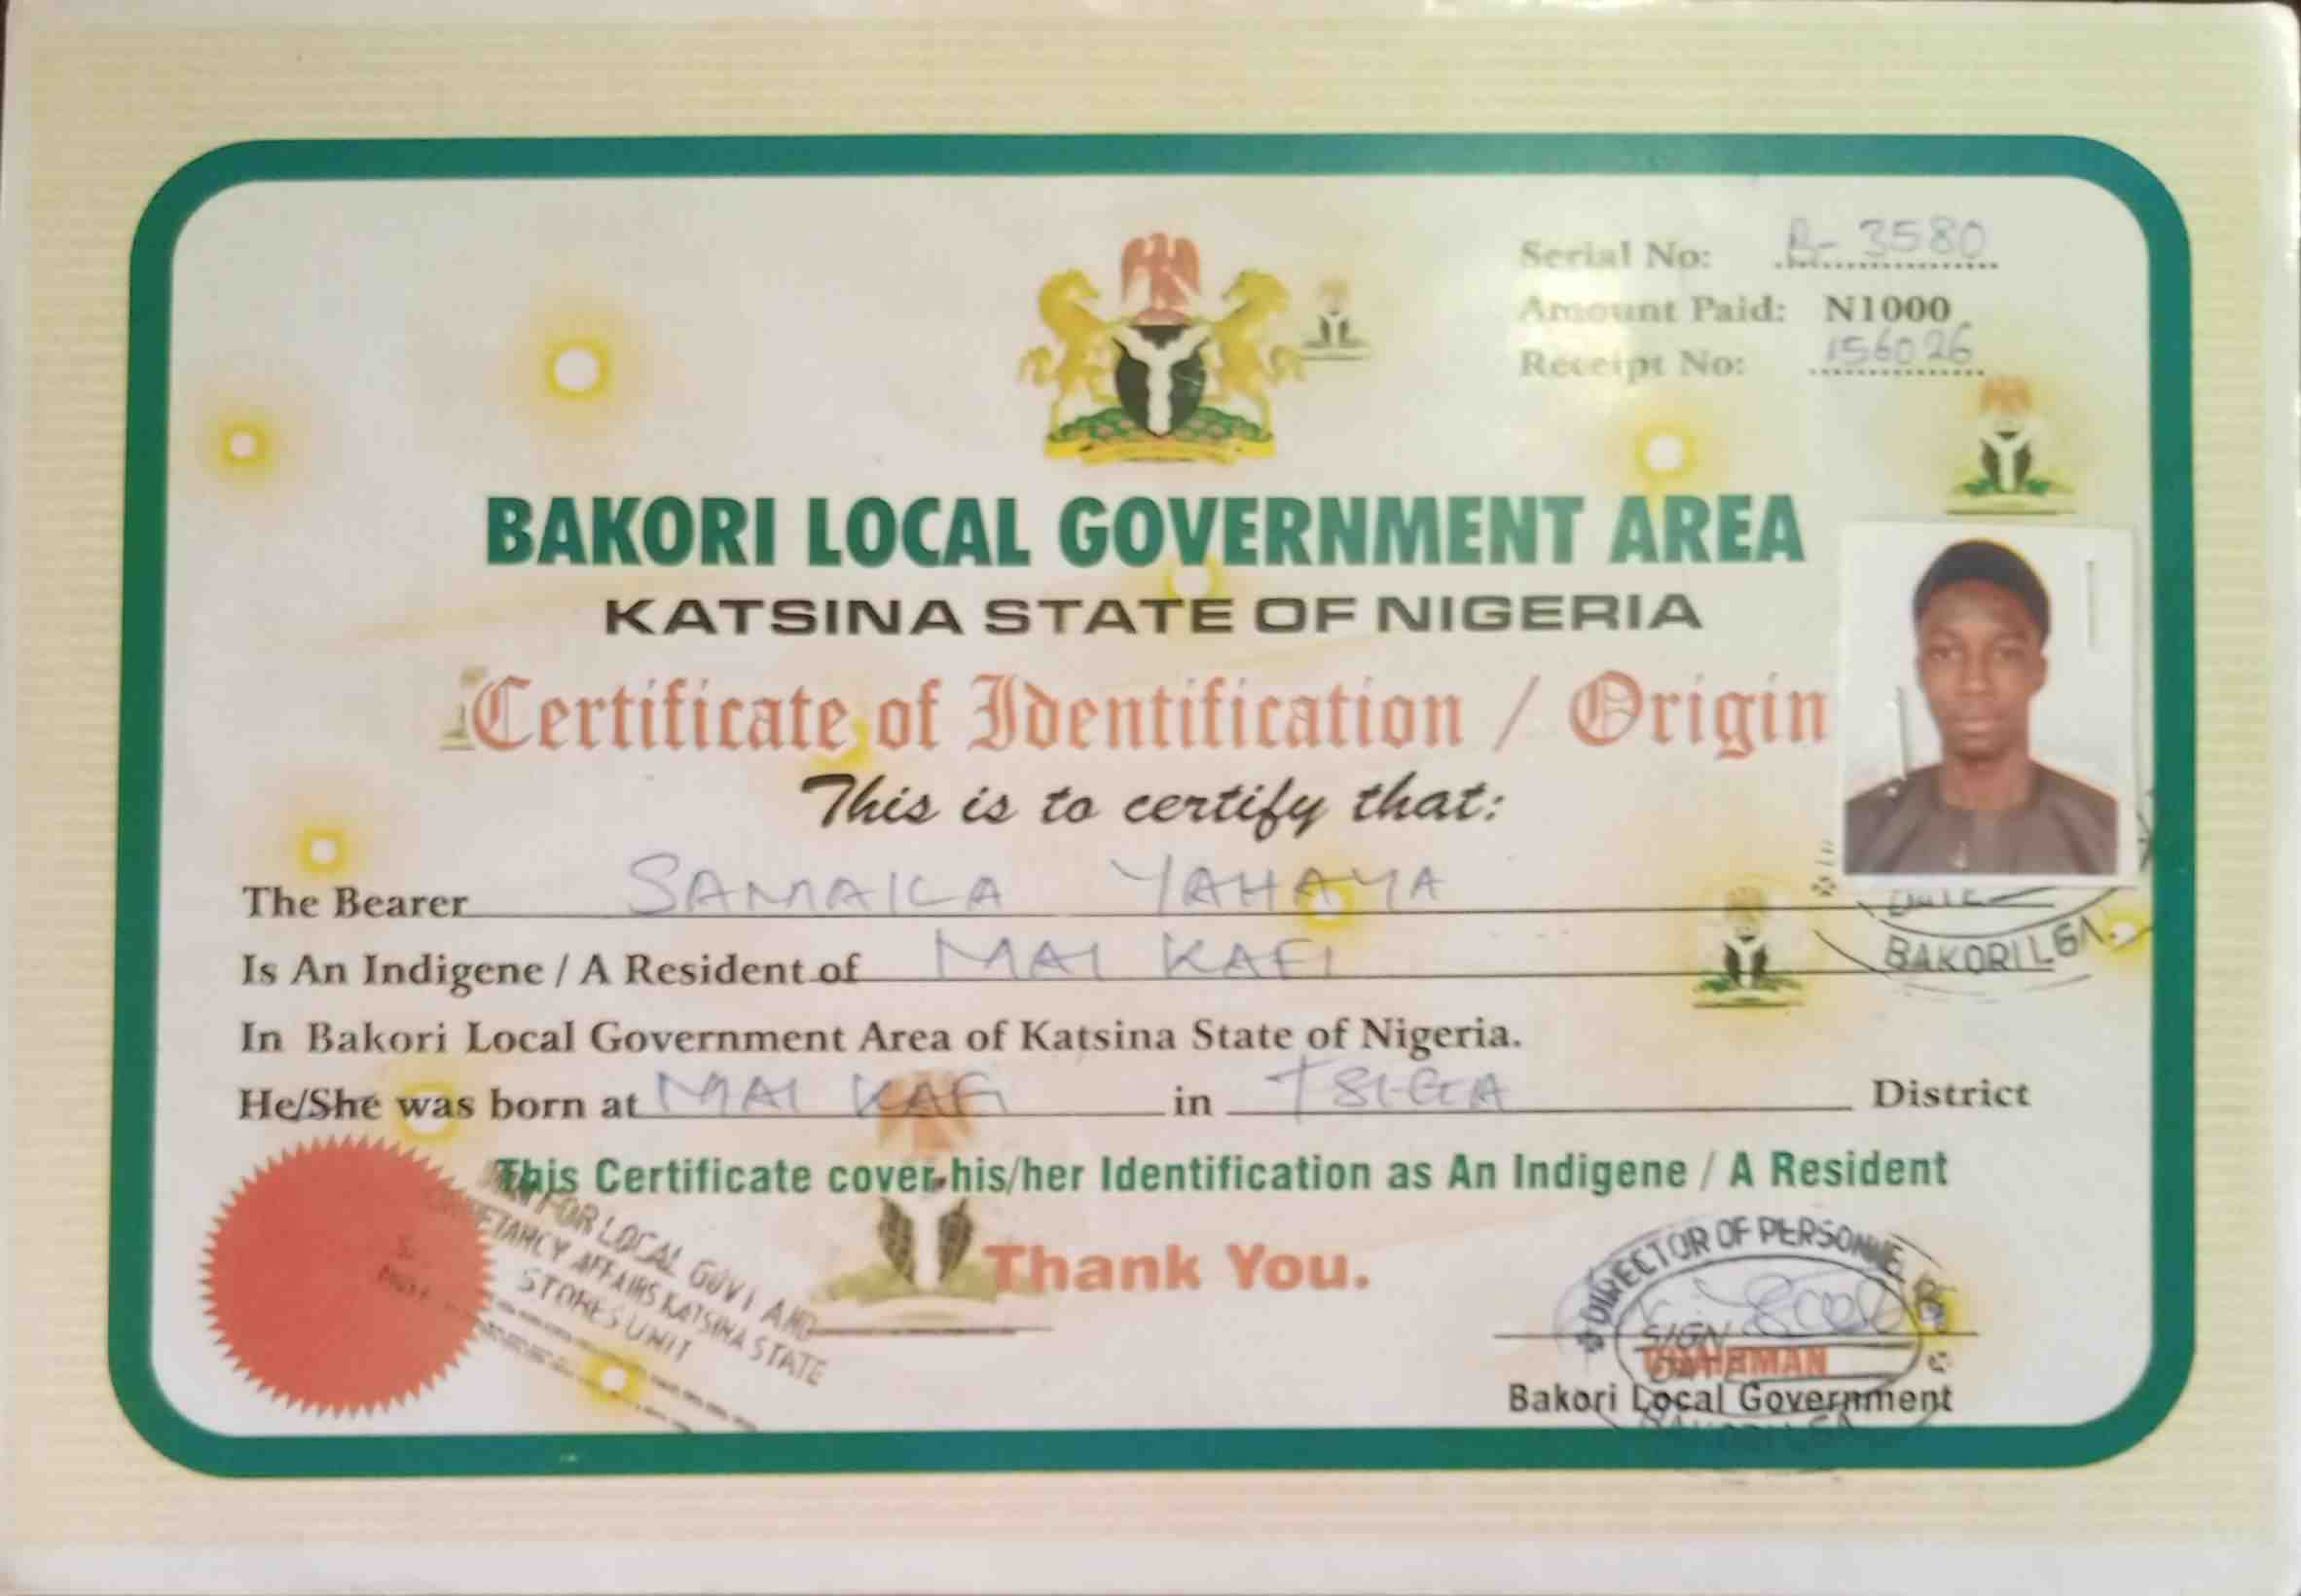 Serial No: B- 3580
Amount Paid: N1000
Receipt No: 156026
BAKORI LOCAL GOVERNMENT AREA
KATSINA STATE OF NIGERIA
Certificate of Identification / Origin
This is to certify that:
The Bearer SAMAILA YAHAYA
Is An Indigene / A Resident of MAI KAFI
BAKORI LGA.
In Bakori Local Government Area of Katsina State of Nigeria.
He/She was born at MAI KAFI in TSIGA District
This Certificate cover his/her Identification as An Indigene / A Resident
FOR LOCAL GOVT AND
AFFAIRS KATSINA STATE
STORES UNIT
Thank You.
DIRECTOR OF PERSONNE
SIGN
CHAIRMAN
Bakori Local Government
BAKORI LGA